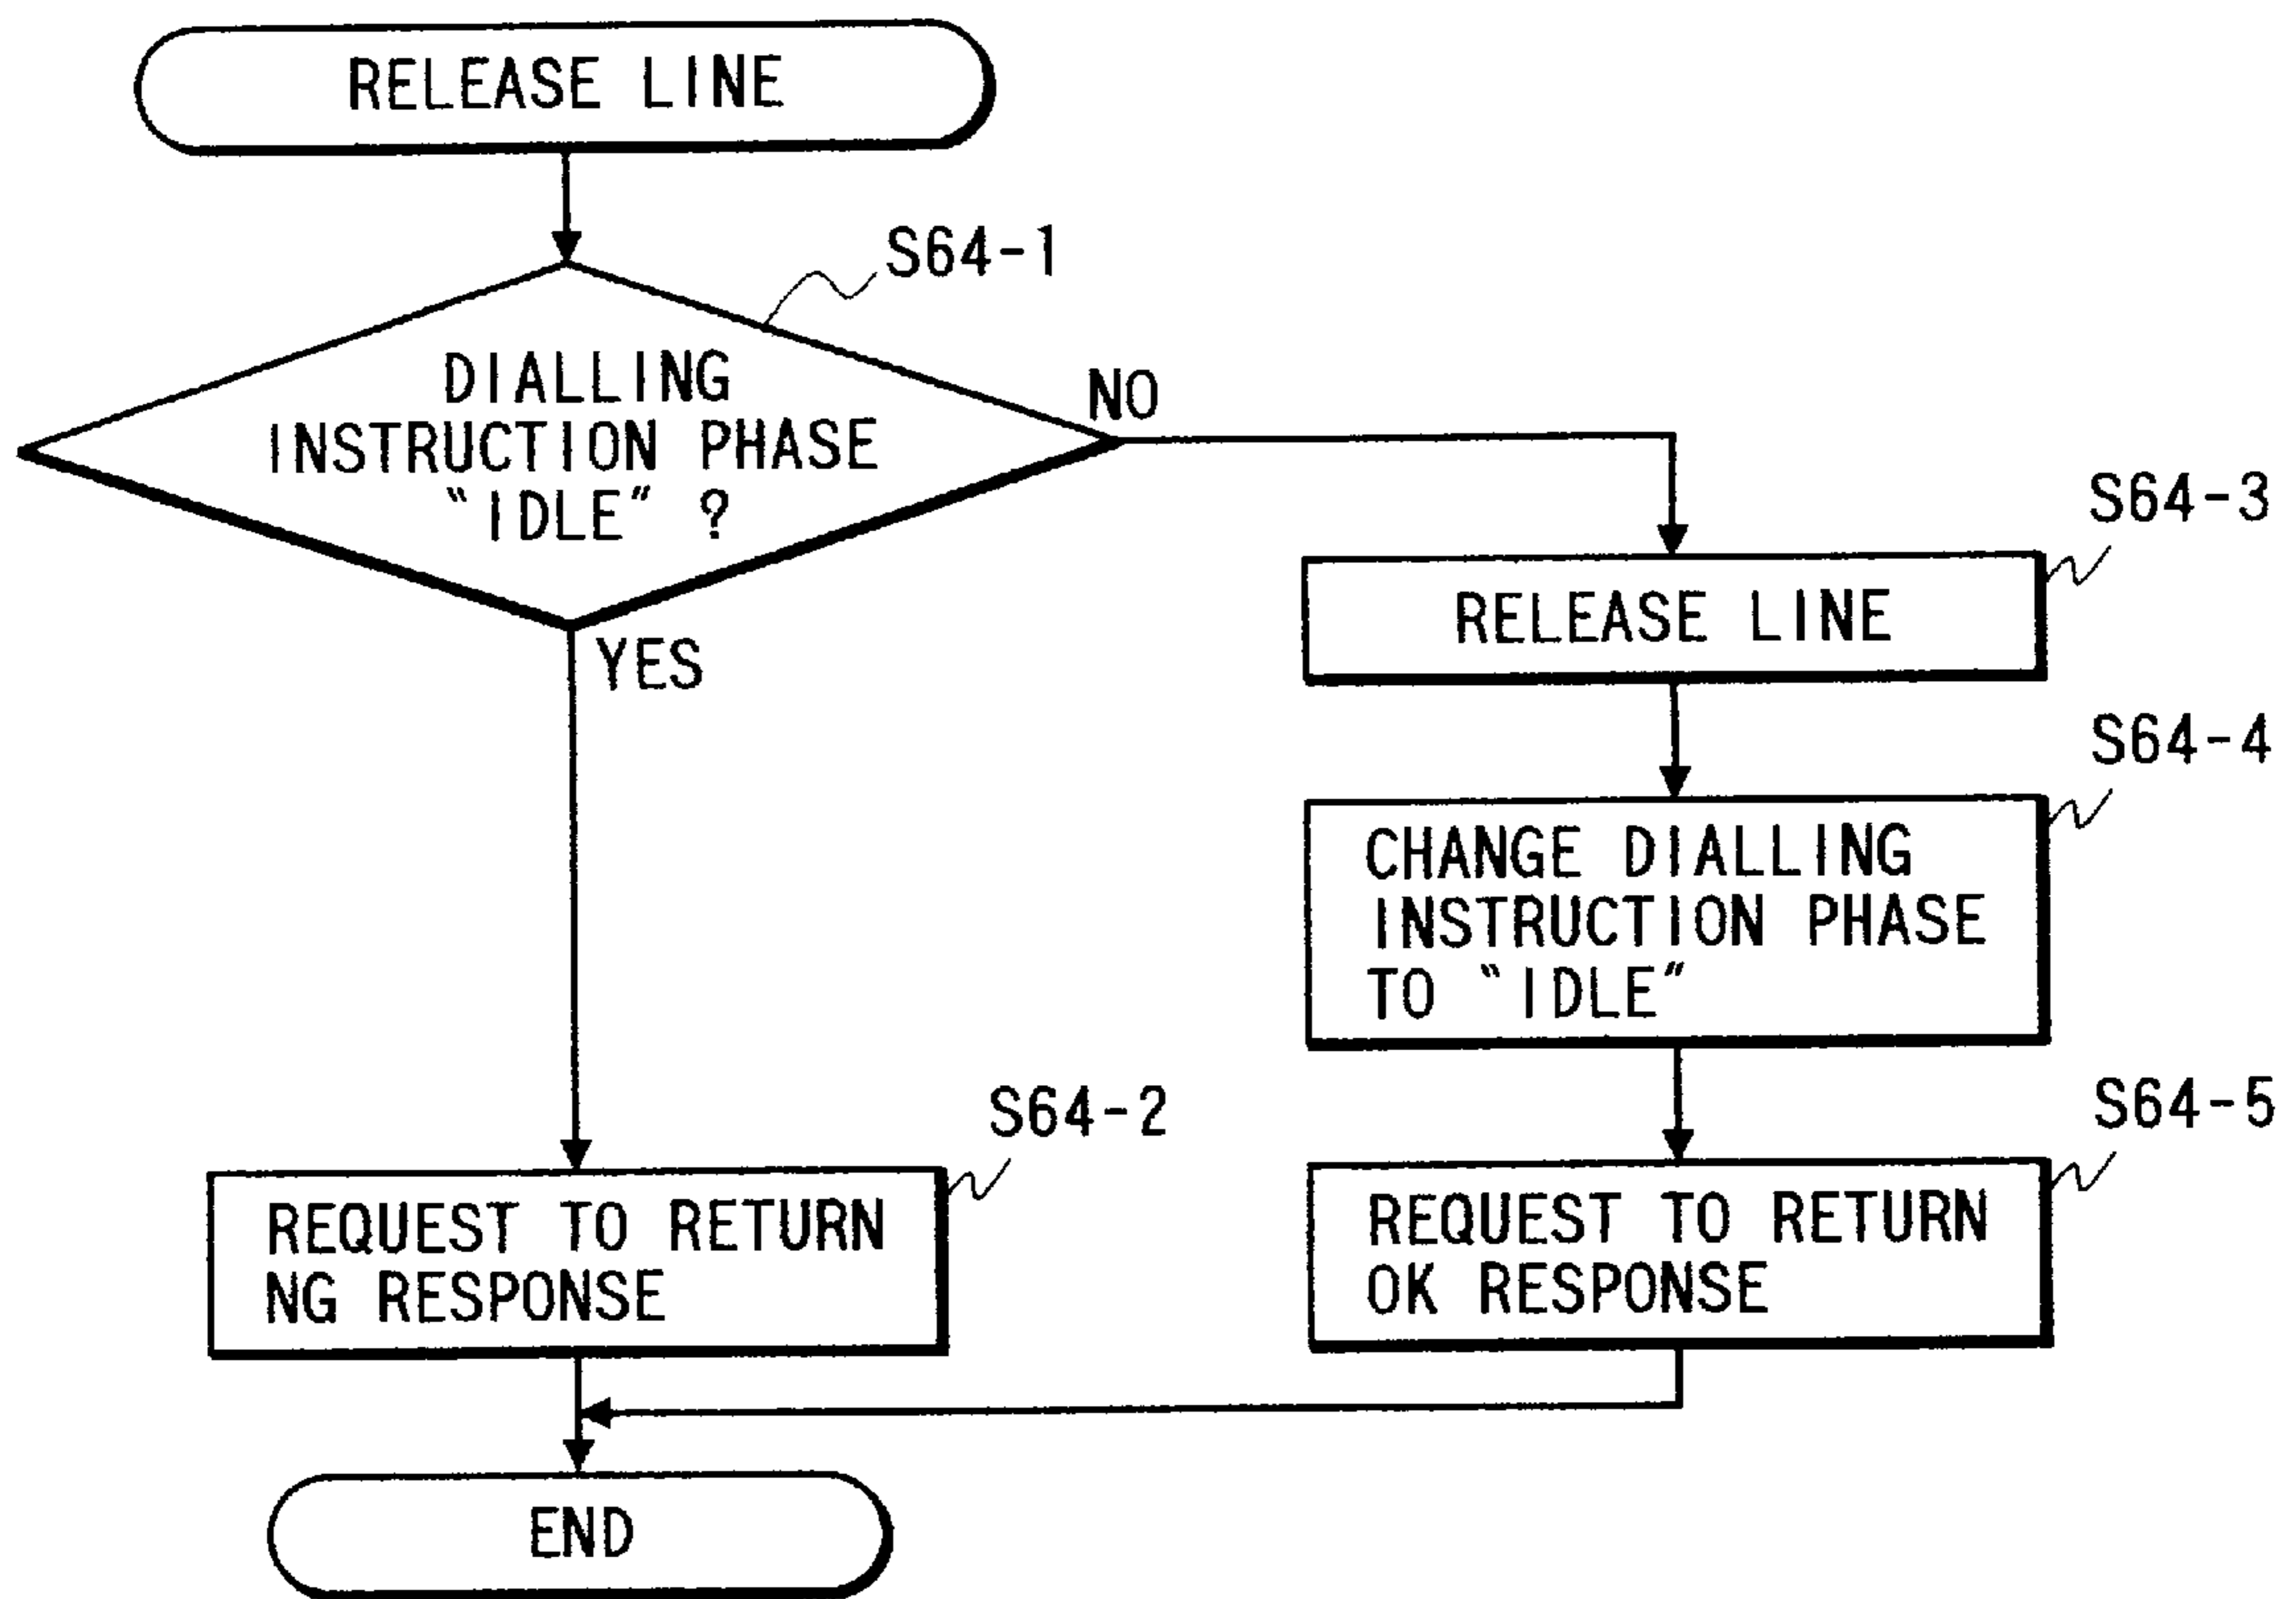 RELEASE LINE
S64-1
DIALLING
INSTRUCTION PHASE
“IDLE” ?
NO
YES
S64-3
RELEASE LINE
S64-4
CHANGE DIALLING
INSTRUCTION PHASE
TO “IDLE”
S64-2
REQUEST TO RETURN
NG RESPONSE
S64-5
REQUEST TO RETURN
OK RESPONSE
END